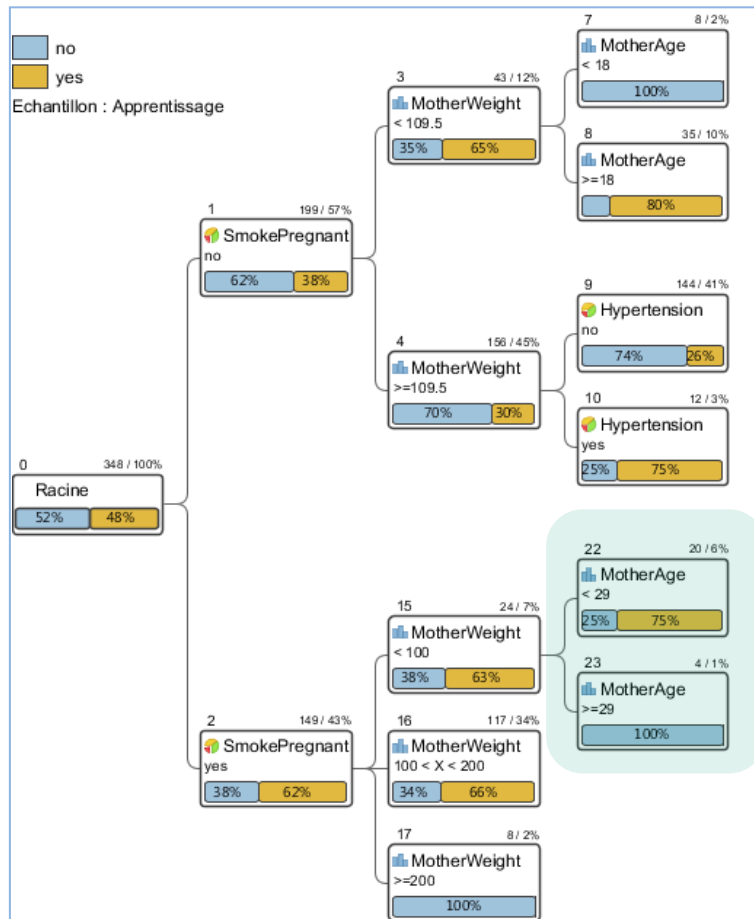 no
yes
Echantillon : Apprentissage
0 348 / 100%
Racine
52% 48%
1 199 / 57%
SmokePregnant
no
62% 38%
2 149 / 43%
SmokePregnant
yes
38% 62%
3 43 / 12%
MotherWeight
< 109.5
35% 65%
4 156 / 45%
MotherWeight
>=109.5
70% 30%
15 24 / 7%
MotherWeight
< 100
38% 63%
16 117 / 34%
MotherWeight
100 < X < 200
34% 66%
17 8 / 2%
MotherWeight
>=200
100%
7 8 / 2%
MotherAge
< 18
100%
8 35 / 10%
MotherAge
>=18
80%
9 144 / 41%
Hypertension
no
74% 26%
10 12 / 3%
Hypertension
yes
25% 75%
22 20 / 6%
MotherAge
< 29
25% 75%
23 4 / 1%
MotherAge
>=29
100%